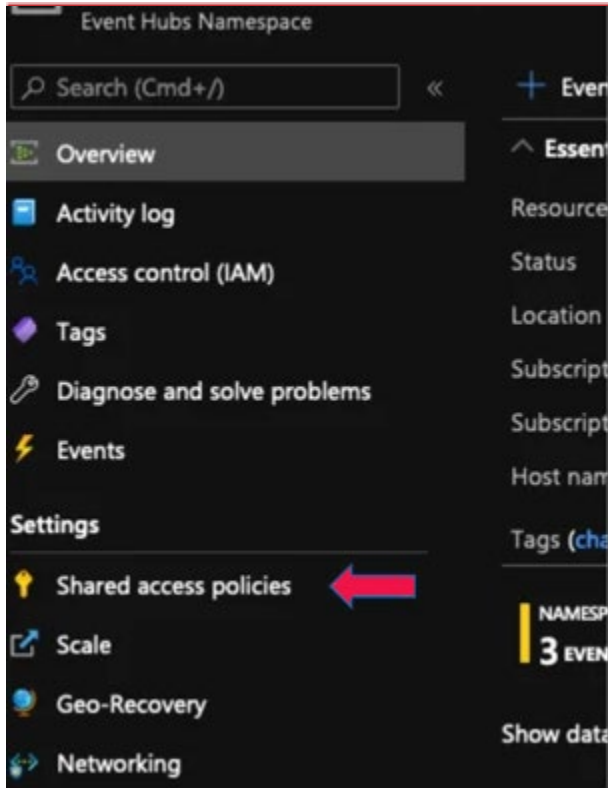 Event Hubs Namespace
Search (Cmd+/)
«
Overview
Activity log
Access control (IAM)
Tags
Diagnose and solve problems
Events
Settings
Shared access policies
Scale
Geo-Recovery
Networking
+ Even
Essen
Resource
Status
Location
Subscript
Subscript
Host nam
Tags (cha
NAMESP
3 EVEN
Show data